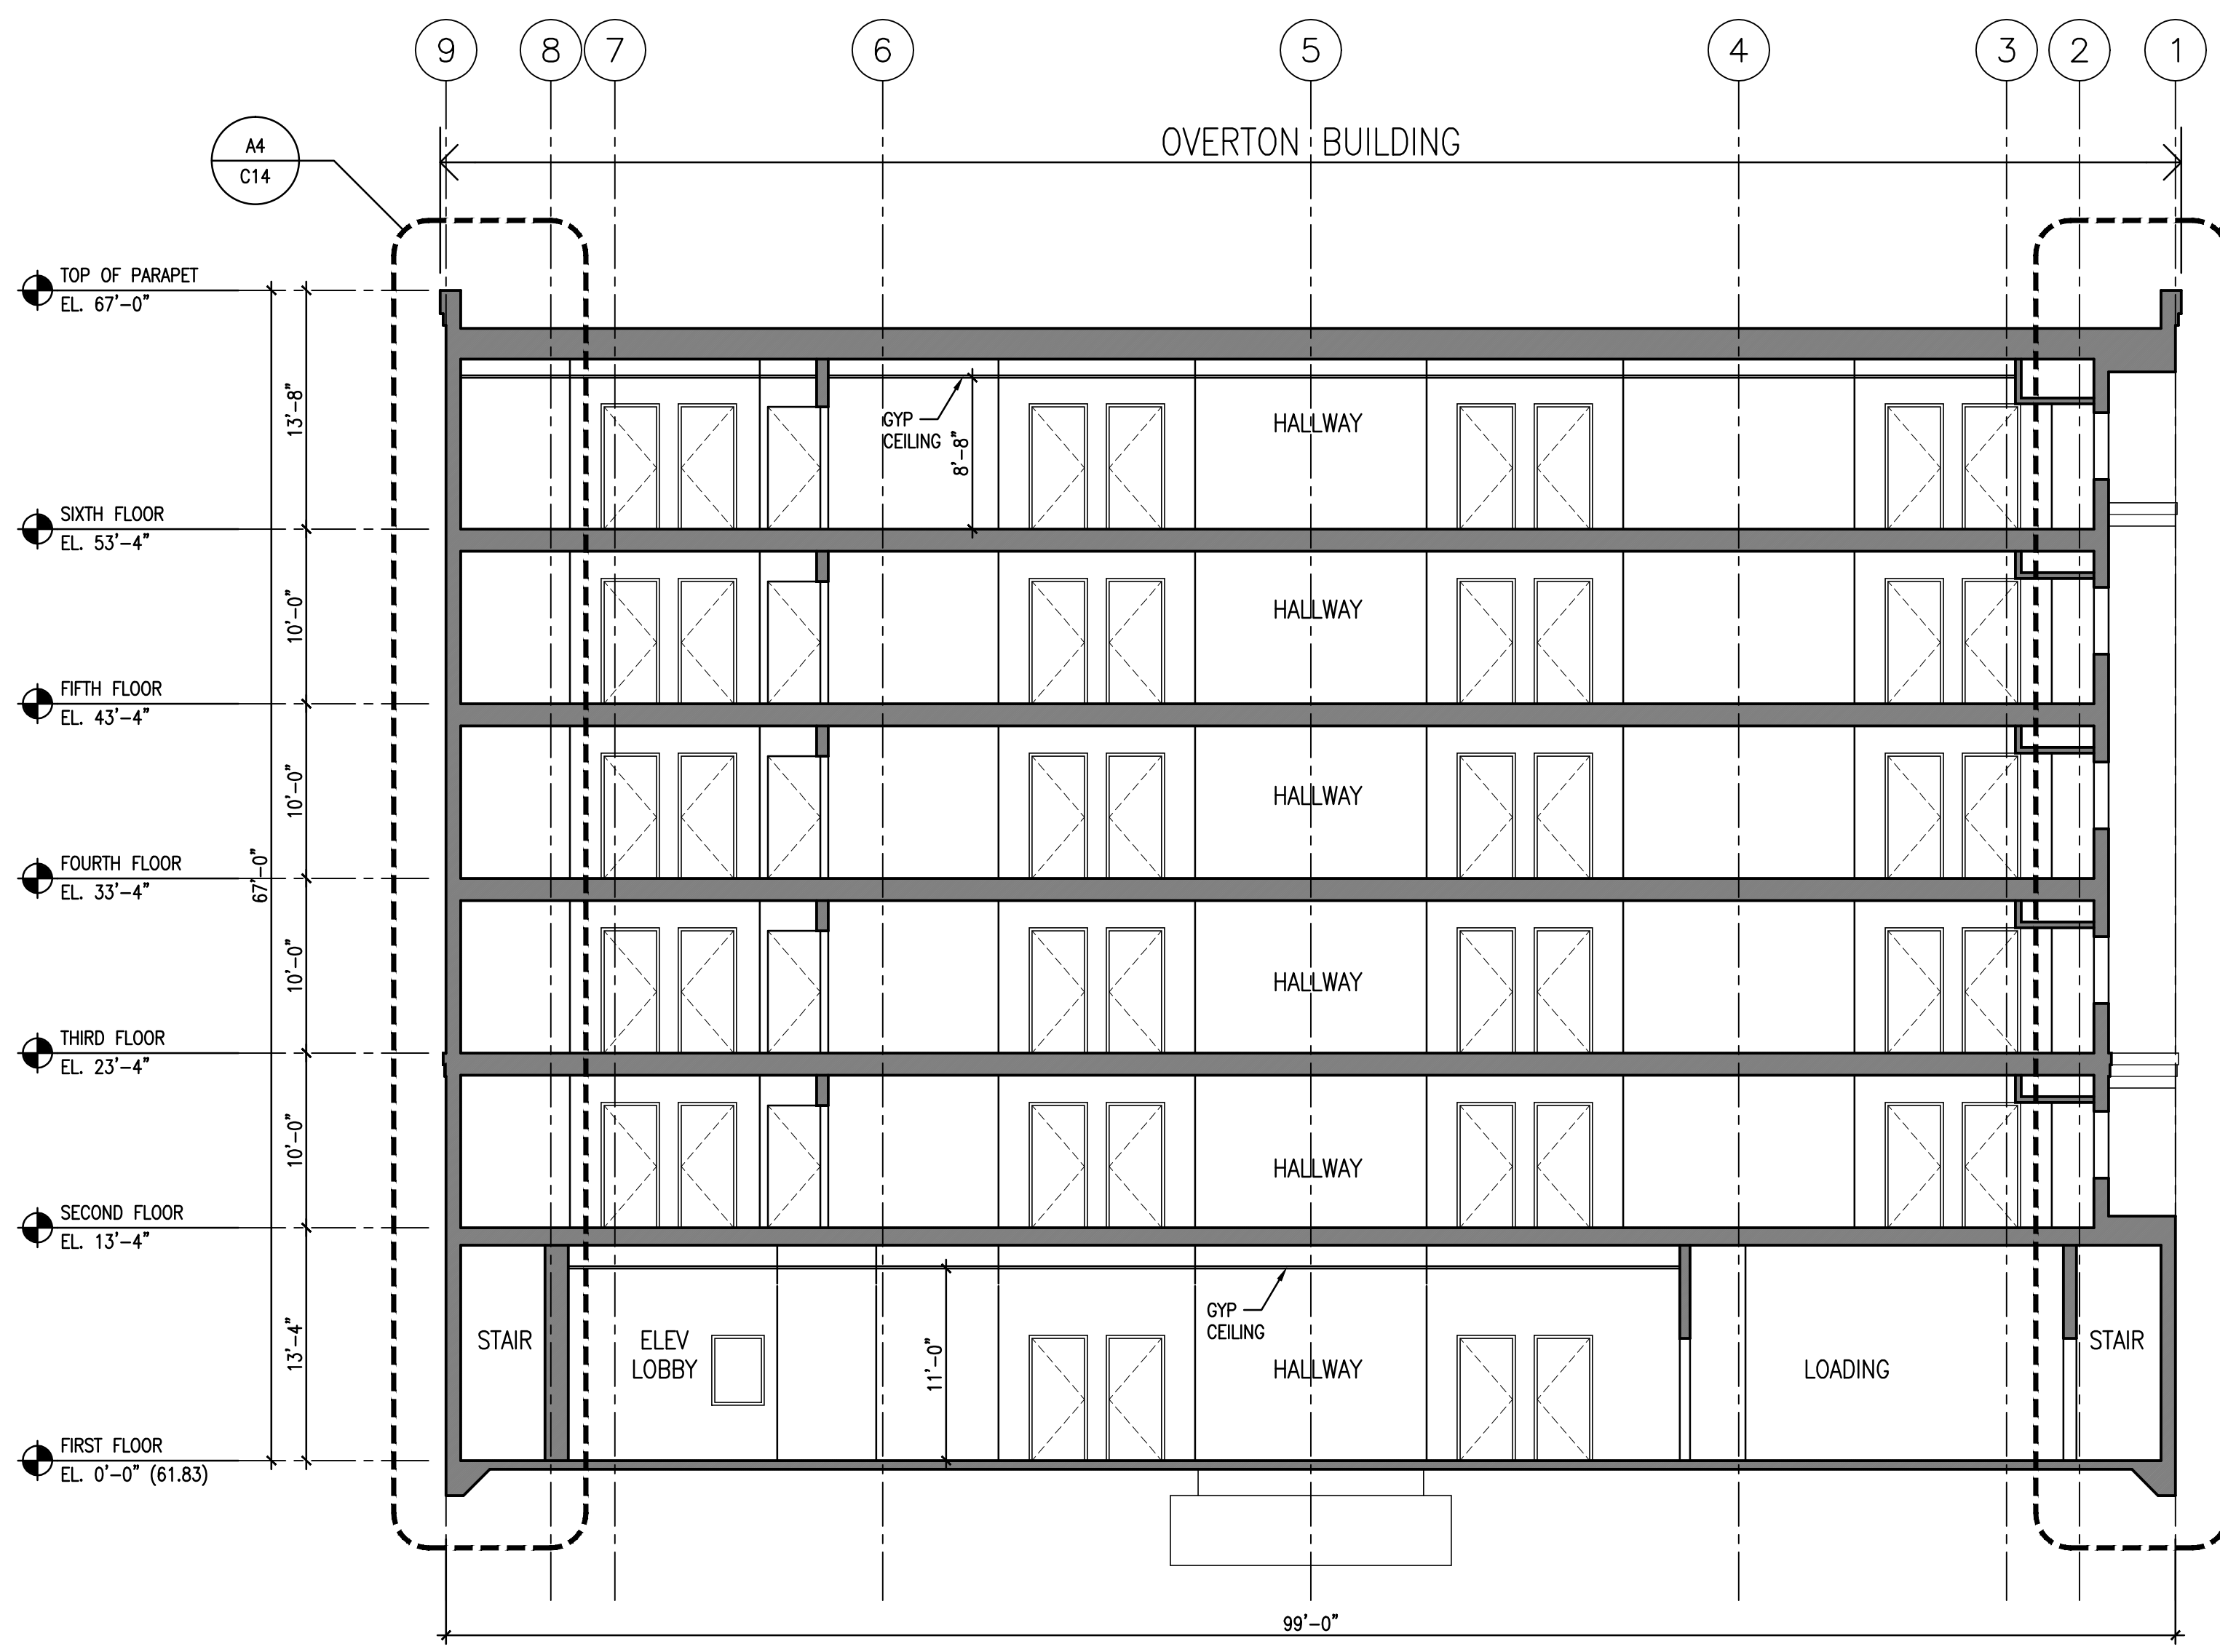 9 8 7 6 5 4 3 2 1
OVERTON BUILDING
A4
C14
TOP OF PARAPET
EL. 67'-0"
13'-8"
GYP
CEILING
8'-8"
HALLWAY
SIXTH FLOOR
EL. 53'-4"
10'-0"
HALLWAY
FIFTH FLOOR
EL. 43'-4"
10'-0"
HALLWAY
67'-0"
FOURTH FLOOR
EL. 33'-4"
10'-0"
HALLWAY
THIRD FLOOR
EL. 23'-4"
10'-0"
HALLWAY
SECOND FLOOR
EL. 13'-4"
13'-4"
STAIR
ELEV
LOBBY
11'-0"
GYP
CEILING
HALLWAY
LOADING
STAIR
FIRST FLOOR
EL. 0'-0" (61.83)
99'-0"